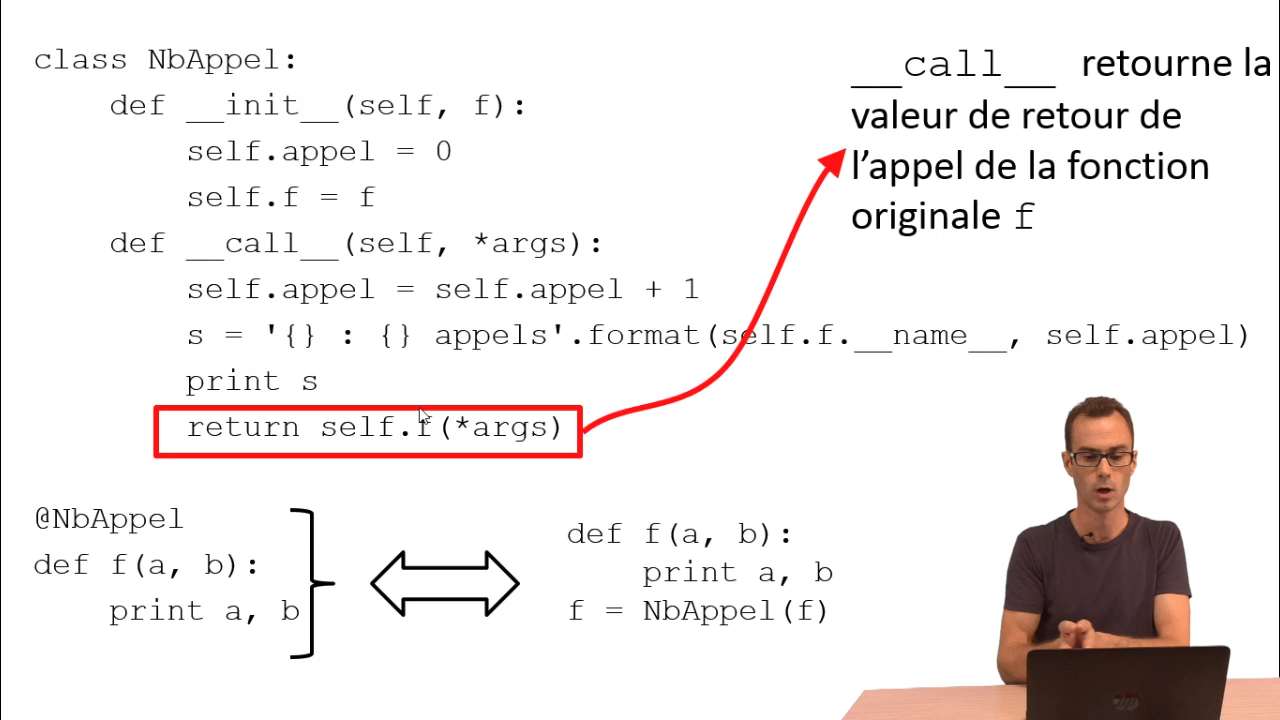 class NbAppel:
    def __init__(self, f):
        self.appel = 0
        self.f = f
    def __call__(self, *args):
        self.appel = self.appel + 1
        s = '{} : {} appels'.format(self.f.__name__, self.appel)
        print s
        return self.f(*args)
__call__ retourne la
valeur de retour de
l’appel de la fonction
originale f
@NbAppel
def f(a, b):
    print a, b
def f(a, b):
    print a, b
f = NbAppel(f)
hp